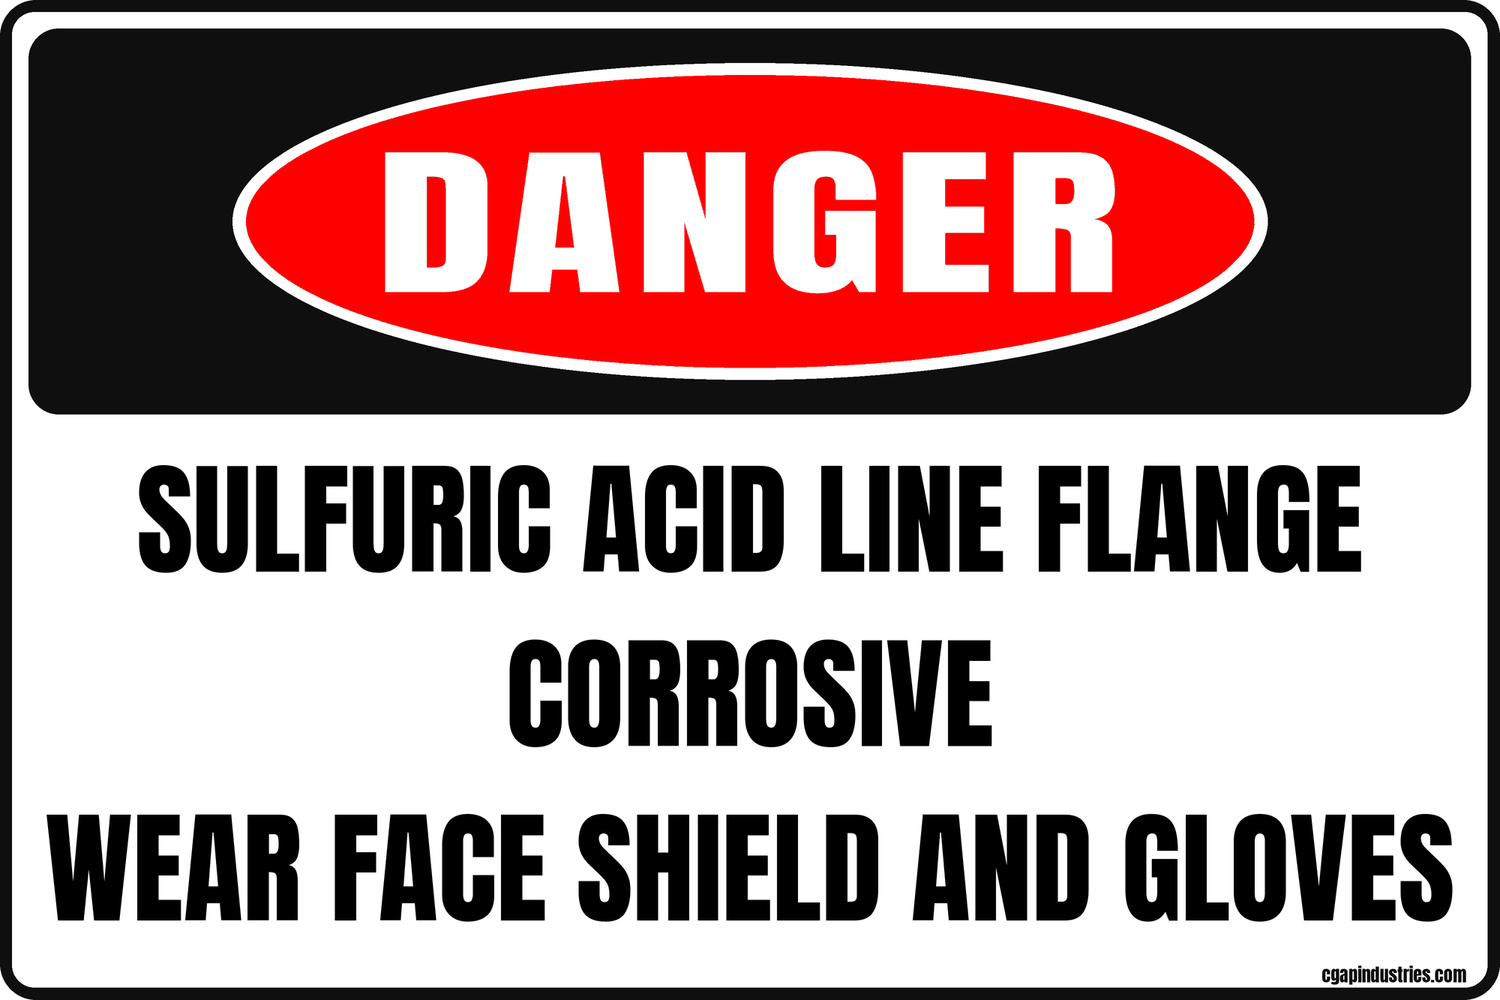 DANGER
SULFURIC ACID LINE FLANGE
CORROSIVE
WEAR FACE SHIELD AND GLOVES
cgapindustries.com